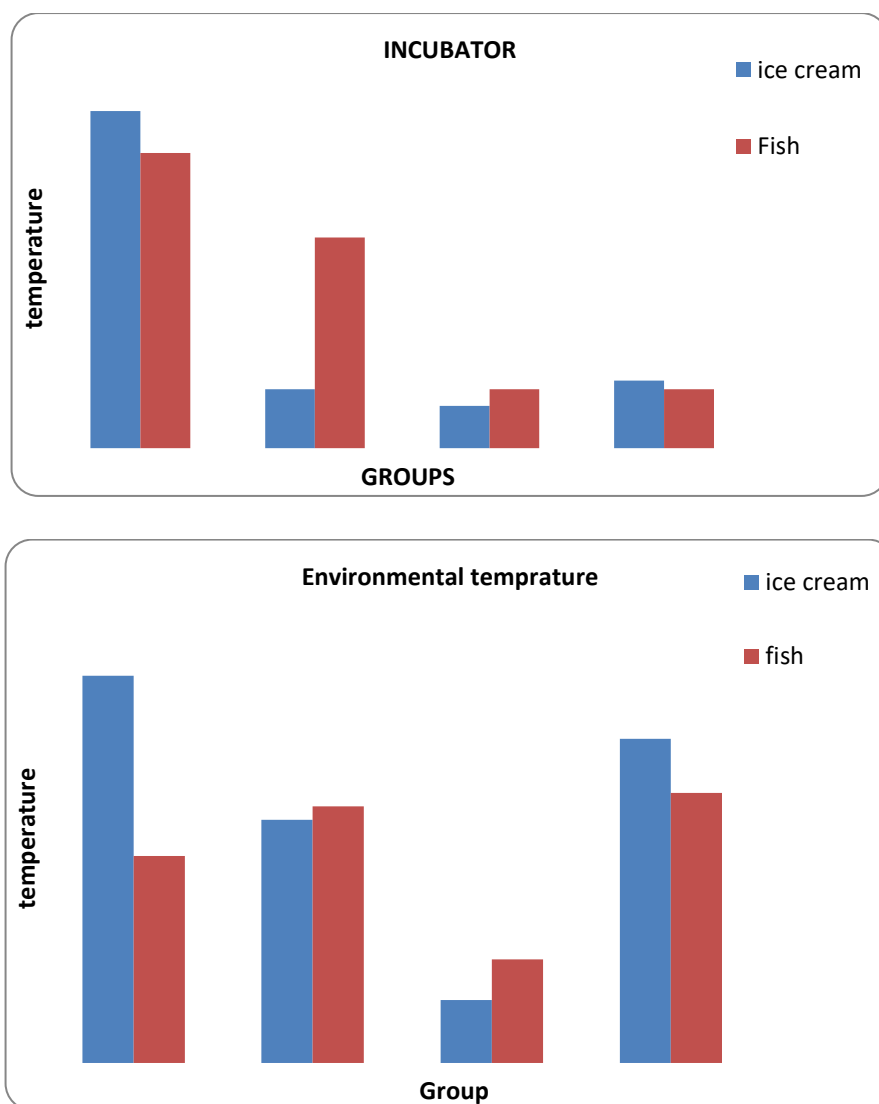 INCUBATOR
ice cream
Fish
temperature
GROUPS
Environmental temprature
ice cream
fish
temperature
Group